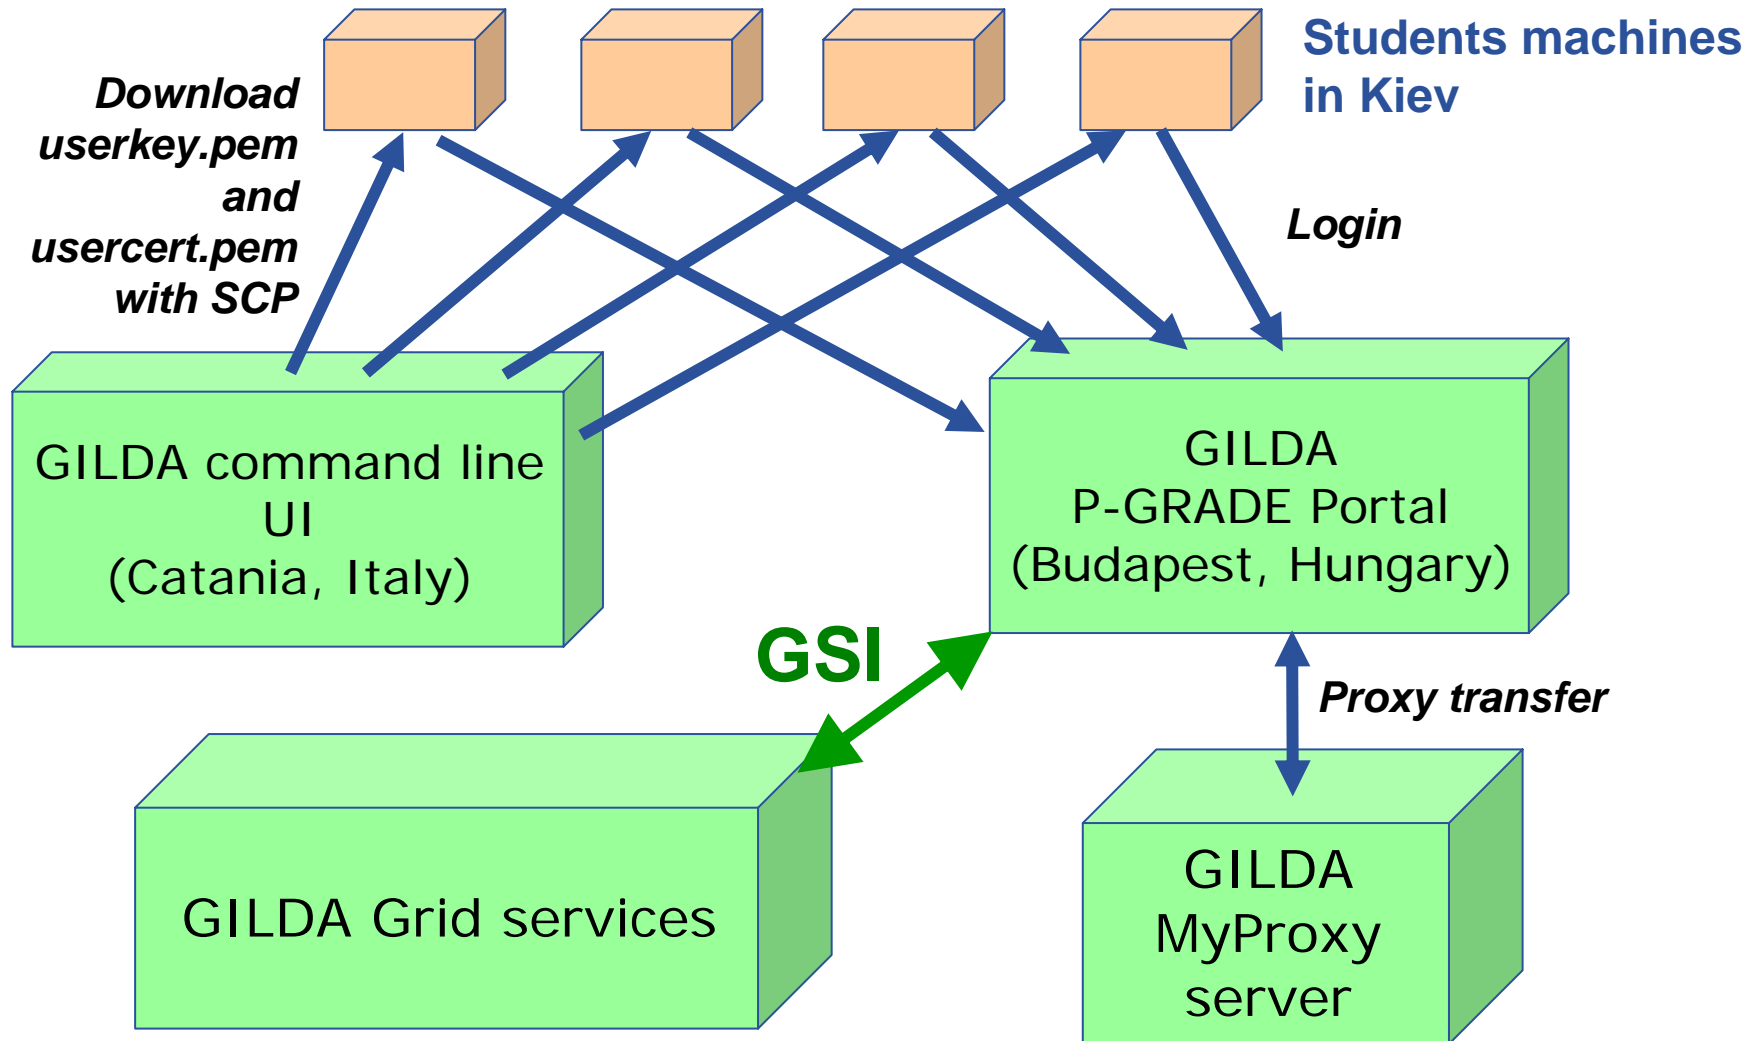 Students machines
in Kiev
Download
userkey.pem
and
usercert.pem
with SCP
Login
GILDA command line
UI
(Catania, Italy)
GILDA
P-GRADE Portal
(Budapest, Hungary)
GSI
Proxy transfer
GILDA Grid services
GILDA
MyProxy
server